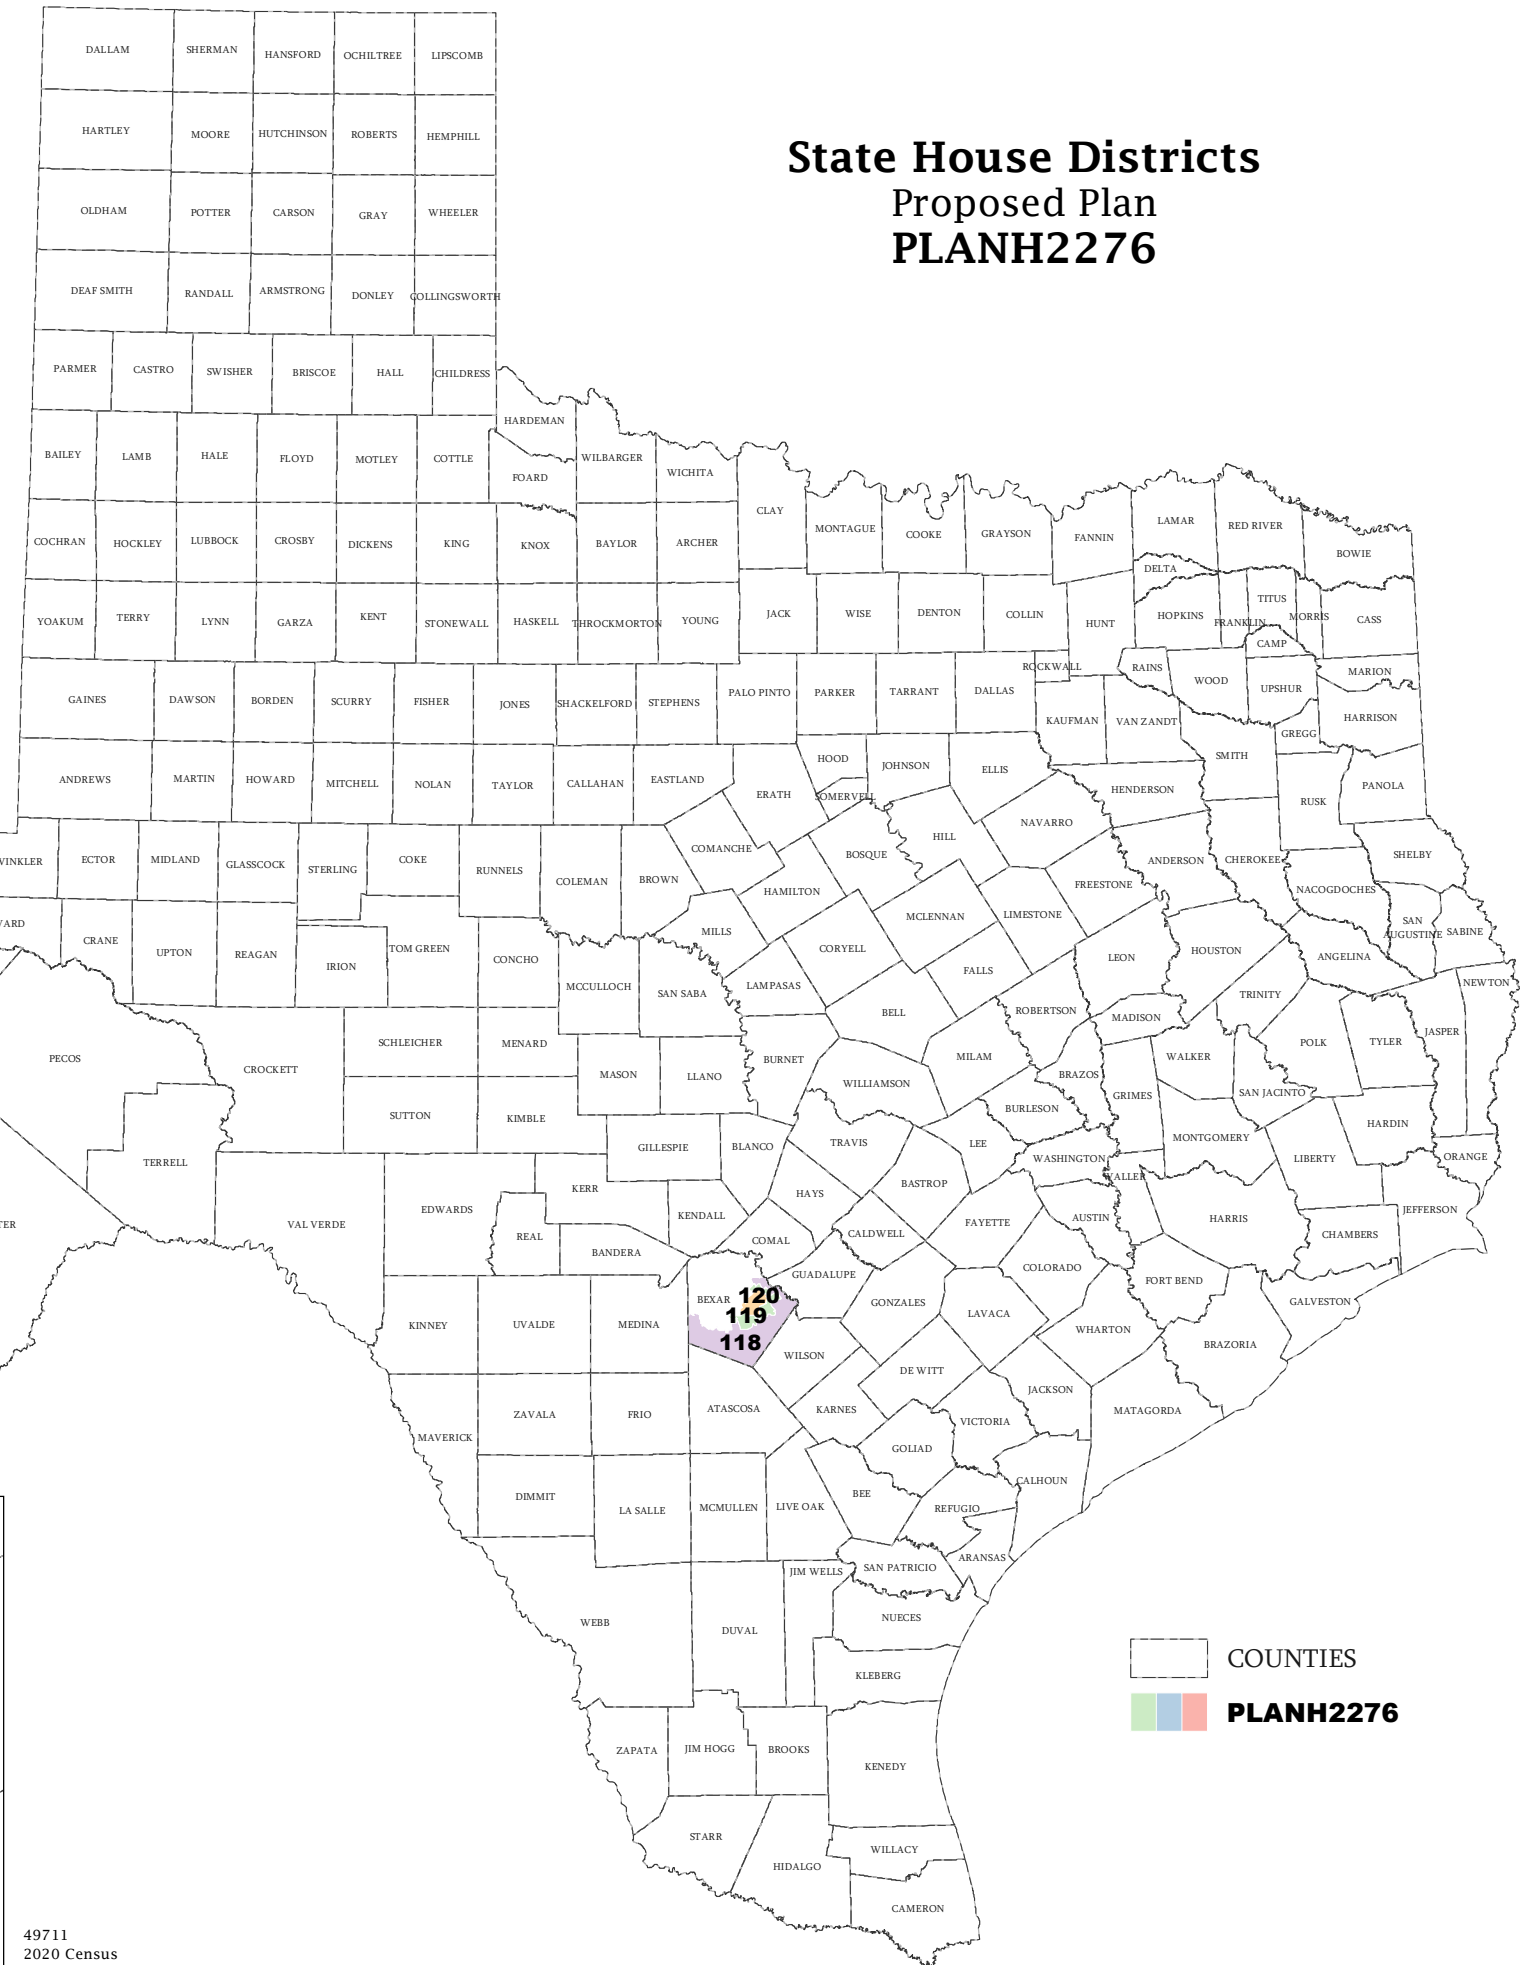 State House Districts
Proposed Plan
PLANH2276
DALLAM
SHERMAN
HANSFORD
OCHILTREE
LIPSCOMB
HARTLEY
MOORE
HUTCHINSON
ROBERTS
HEMPHILL
OLDHAM
POTTER
CARSON
GRAY
WHEELER
DEAF SMITH
RANDALL
ARMSTRONG
DONLEY
COLLINGSWORTH
PARMER
CASTRO
SWISHER
BRISCOE
HALL
CHILDRESS
HARDEMAN
BAILEY
LAMB
HALE
FLOYD
MOTLEY
COTTLE
FOARD
WILBARGER
WICHITA
CLAY
MONTAGUE
COOKE
GRAYSON
FANNIN
LAMAR
RED RIVER
BOWIE
COCHRAN
HOCKLEY
LUBBOCK
CROSBY
DICKENS
KING
KNOX
BAYLOR
ARCHER
DELTA
YOAKUM
TERRY
LYNN
GARZA
KENT
STONEWALL
HASKELL
THROCKMORTON
YOUNG
JACK
WISE
DENTON
COLLIN
HUNT
HOPKINS
FRANKLIN
TITUS
MORRIS
CASS
CAMP
GAINES
DAWSON
BORDEN
SCURRY
FISHER
JONES
SHACKELFORD
STEPHENS
PALO PINTO
PARKER
TARRANT
DALLAS
ROCKWALL
RAINS
WOOD
UPSHUR
MARION
KAUFMAN
VAN ZANDT
GREGG
HARRISON
ANDREWS
MARTIN
HOWARD
MITCHELL
NOLAN
TAYLOR
CALLAHAN
EASTLAND
ERATH
HOOD
SOMERVELL
JOHNSON
ELLIS
HENDERSON
SMITH
RUSK
PANOLA
VINKLER
ECTOR
MIDLAND
GLASSCOCK
STERLING
COKE
RUNNELS
COLEMAN
BROWN
COMANCHE
HAMILTON
BOSQUE
HILL
NAVARRO
FREESTONE
ANDERSON
CHEROKEE
NACOGDOCHES
SHELBY
VARD
CRANE
UPTON
REAGAN
IRION
TOM GREEN
CONCHO
MCCULLOCH
SAN SABA
MILLS
LAMPASAS
CORYELL
MCLENNAN
LIMESTONE
FALLS
LEON
HOUSTON
ANGELINA
SAN
AUGUSTINE
SABINE
NEWTON
PECOS
CROCKETT
SCHLEICHER
MENARD
MASON
LLANO
BURNET
BELL
MILAM
ROBERTSON
MADISON
TRINITY
POLK
TYLER
JASPER
SUTTON
KIMBLE
WILLIAMSON
BRAZOS
BURLESON
GRIMES
WALKER
SAN JACINTO
HARDIN
TERRELL
GILLESPIE
BLANCO
TRAVIS
LEE
WASHINGTON
MONTGOMERY
LIBERTY
ORANGE
TER
VAL VERDE
EDWARDS
KERR
REAL
BANDERA
KENDALL
HAYS
COMAL
BASTROP
CALDWELL
FAYETTE
AUSTIN
WALLER
HARRIS
CHAMBERS
JEFFERSON
KINNEY
UVALDE
MEDINA
BEXAR
120
119
118
GUADALUPE
GONZALES
LAVACA
COLORADO
FORT BEND
GALVESTON
WILSON
WHARTON
BRAZORIA
DE WITT
JACKSON
MATAGORDA
MAVERICK
ZAVALA
FRIO
ATASCOSA
KARNES
GOLIAD
VICTORIA
CALHOUN
DIMMIT
LA SALLE
MCMULLEN
LIVE OAK
BEE
REFUGIO
ARANSAS
WEBB
DUVAL
JIM WELLS
SAN PATRICIO
NUECES
KLEBERG
ZAPATA
JIM HOGG
BROOKS
KENEDY
STARR
HIDALGO
WILLACY
CAMERON
COUNTIES
PLANH2276
49711
2020 Census